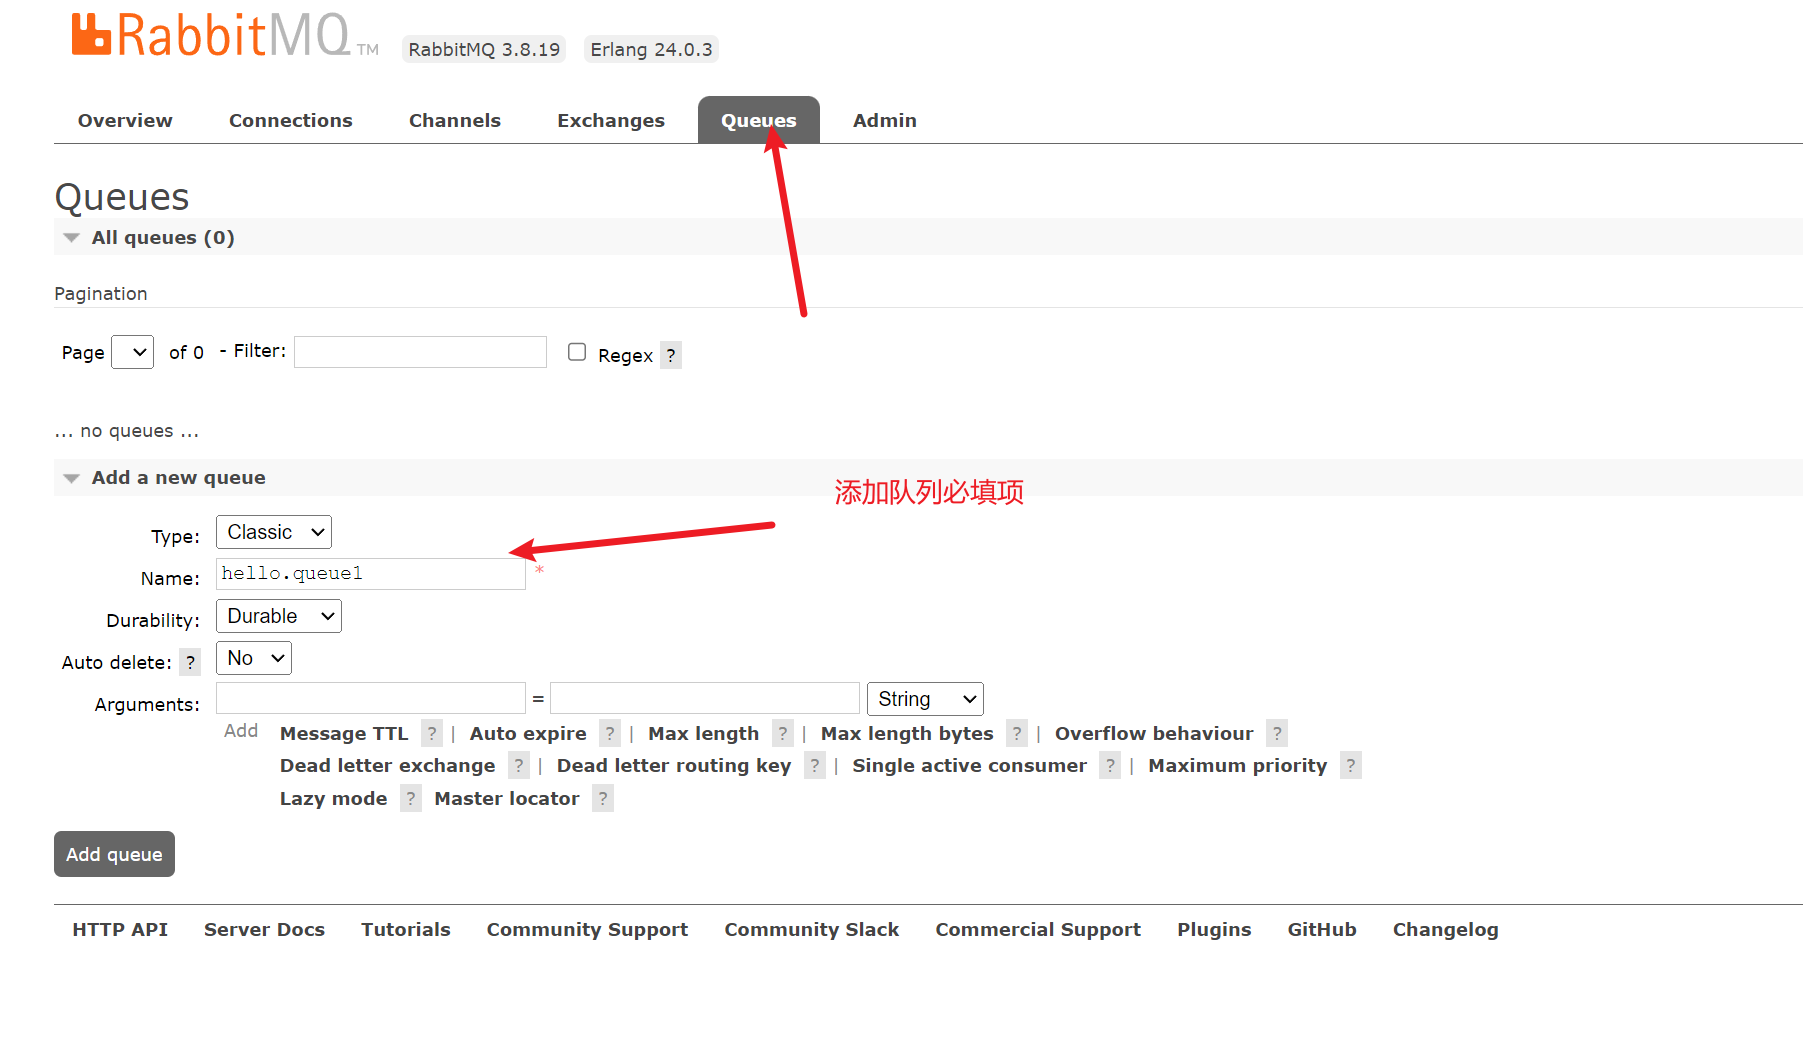 RabbitMQ TM RabbitMQ 3.8.19 Erlang 24.0.3
Overview Connections Channels Exchanges Queues Admin
Queues
All queues (0)
Pagination
Page of 0 - Filter: Regex ?
... no queues ...
Add a new queue
添加队列必填项
Type: Classic
Name: hello.queue1 *
Durability: Durable
Auto delete: ? No
Arguments: = String
Add Message TTL ? | Auto expire ? | Max length ? | Max length bytes ? | Overflow behaviour ?
Dead letter exchange ? | Dead letter routing key ? | Single active consumer ? | Maximum priority ?
Lazy mode ? Master locator ?
Add queue
HTTP API Server Docs Tutorials Community Support Community Slack Commercial Support Plugins GitHub Changelog